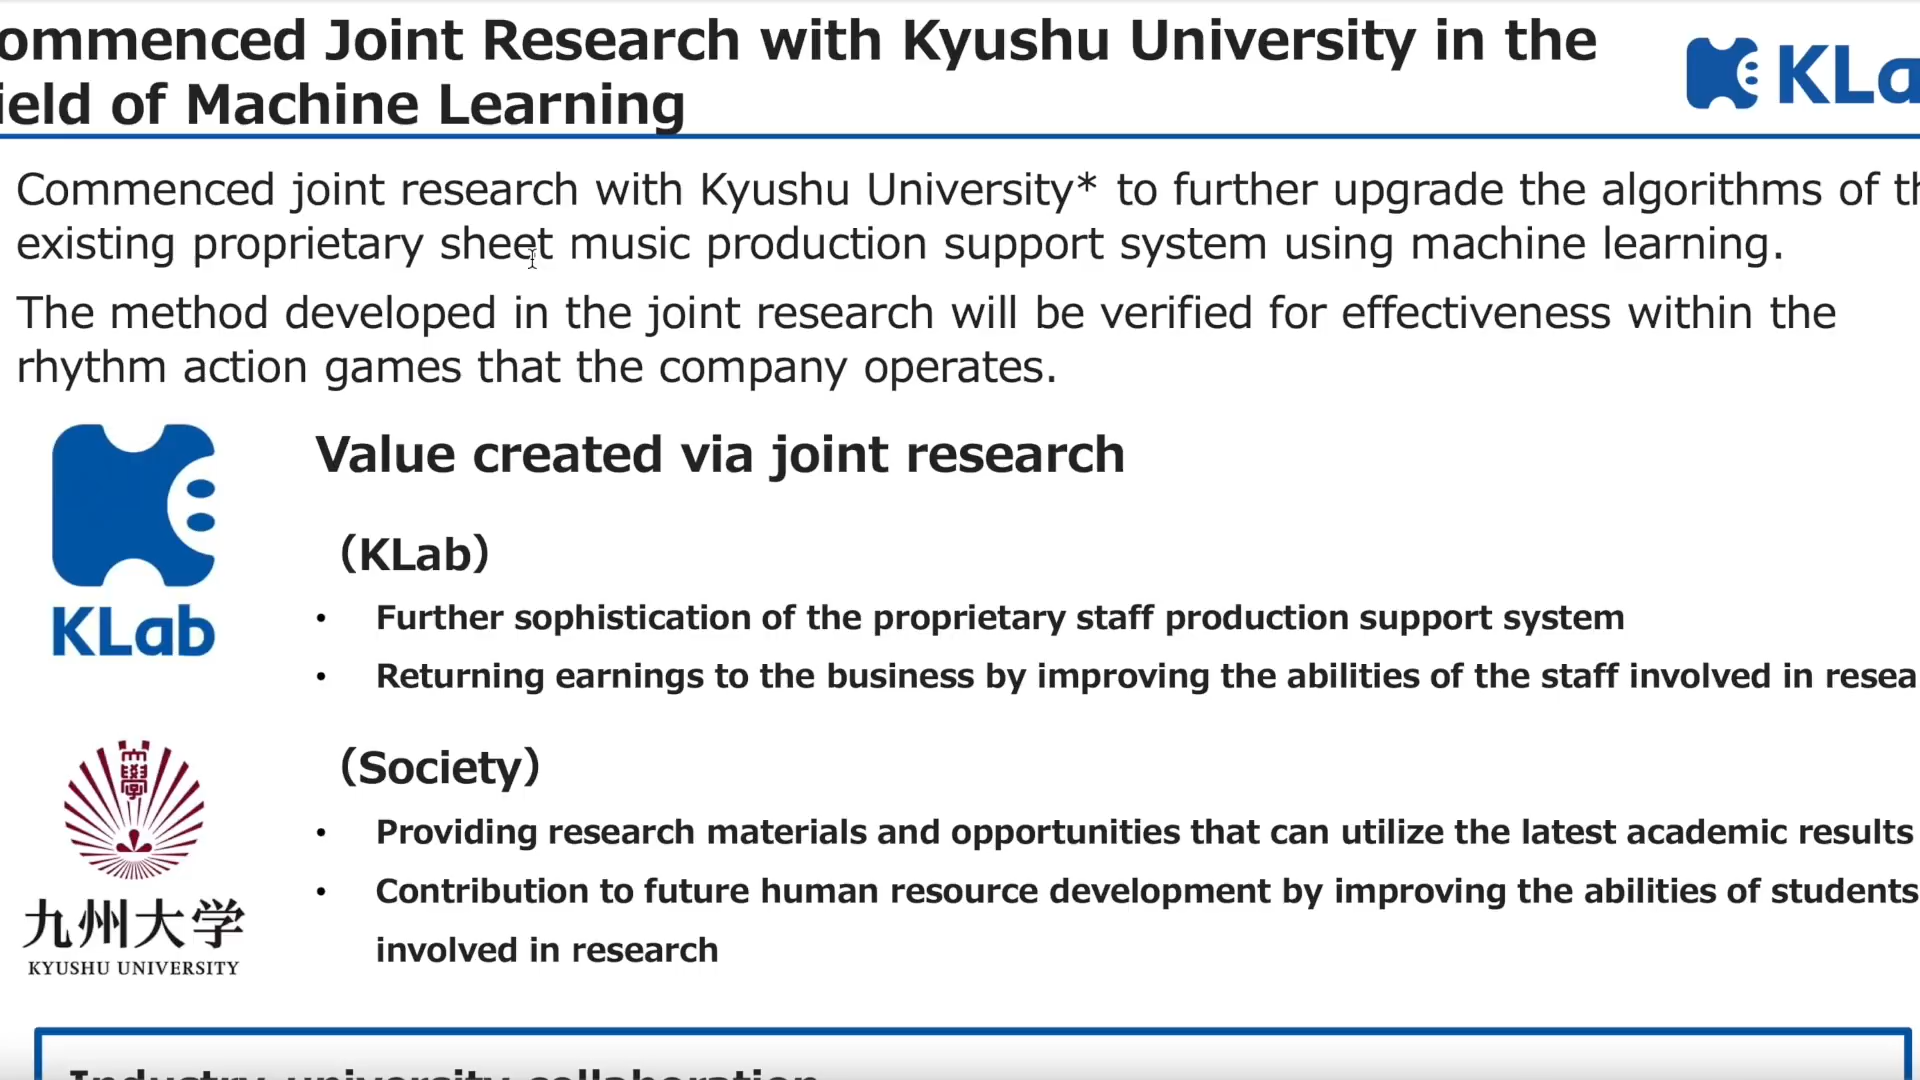 ommenced Joint Research with Kyushu University in the
ield of Machine Learning
KLa
Commenced joint research with Kyushu University* to further upgrade the algorithms of th
existing proprietary sheet music production support system using machine learning.
The method developed in the joint research will be verified for effectiveness within the
rhythm action games that the company operates.
KLab
Value created via joint research
（KLab）
• Further sophistication of the proprietary staff production support system
• Returning earnings to the business by improving the abilities of the staff involved in resea
九州大学
KYUSHU UNIVERSITY
（Society）
• Providing research materials and opportunities that can utilize the latest academic results
• Contribution to future human resource development by improving the abilities of students
involved in research
Industry-university collaboration